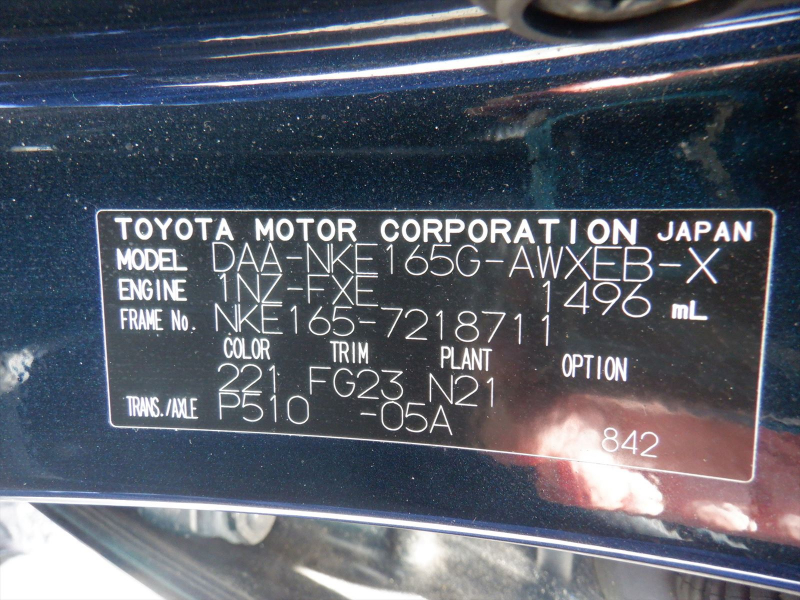 TOYOTA MOTOR CORPORATION JAPAN
MODEL DAA-NKE165G-AWXEB-X
ENGINE 1NZ-FXE 1496 mL
FRAME No. NKE165-7218711
COLOR TRIM PLANT OPTION
221 FG23 N21
TRANS./AXLE P510 -05A
842